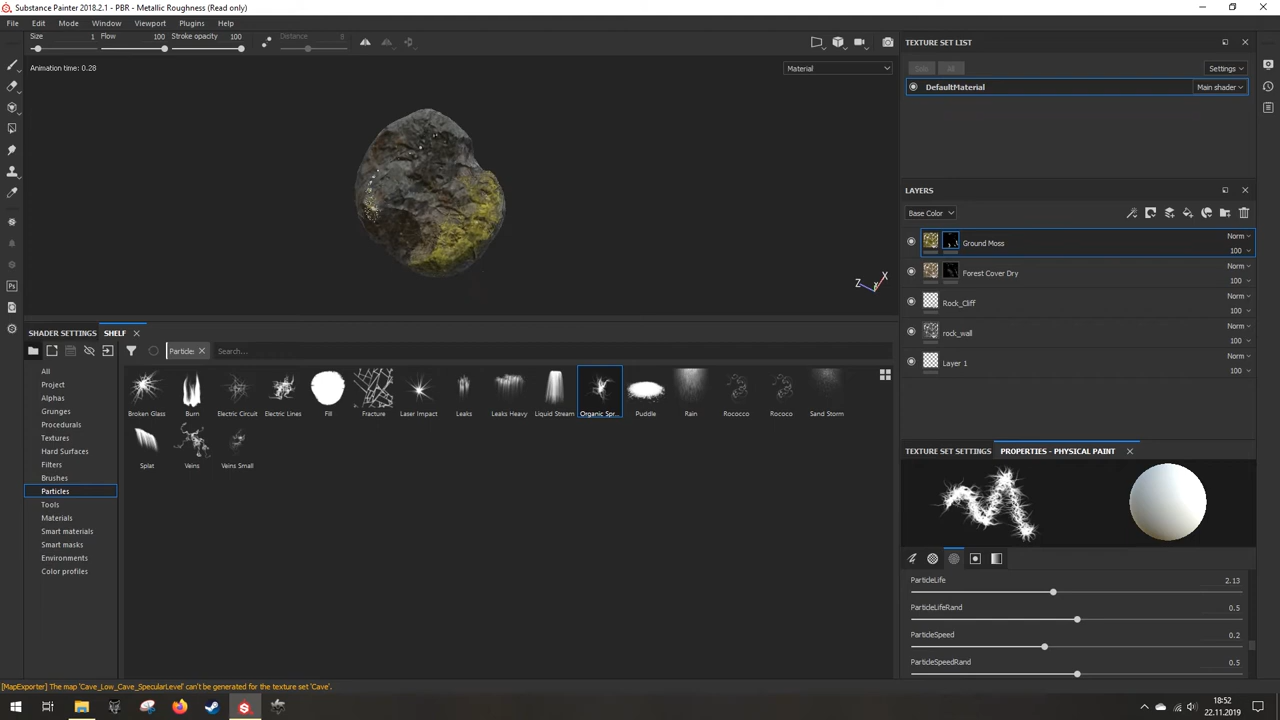 Substance Painter 2018.2.1 - PBR - Metallic Roughness (Read only)
File Edit Mode Window Viewport Plugins Help
Size 1 Flow 100 Stroke opacity 100 Distance 8
Animation time: 0.28
Material
TEXTURE SET LIST
Solo All Settings
DefaultMaterial Main shader
LAYERS
Base Color
Ground Moss Norm 100
Forest Cover Dry Norm 100
Rock_Cliff Norm 100
rock_wall Norm 100
Layer 1 Norm 100
SHADER SETTINGS SHELF
Particle: Search...
All
Project
Alphas
Grunges
Procedurals
Textures
Hard Surfaces
Filters
Brushes
Particles
Tools
Materials
Smart materials
Smart masks
Environments
Color profiles
Broken Glass Burn Electric Circuit Electric Lines Fill Fracture Laser Impact Leaks Leaks Heavy Liquid Stream Organic Spr... Puddle Rain Rococco Rococo Sand Storm
Splat Veins Veins Small
TEXTURE SET SETTINGS PROPERTIES - PHYSICAL PAINT
ParticleLife 2.13
ParticleLifeRand 0.5
ParticleSpeed 0.2
ParticleSpeedRand 0.5
Z Y X
[MapExporter] The map 'Cave_Low_Cave_SpecularLevel' can't be generated for the texture set 'Cave'.
Ps
18:52
22.11.2019